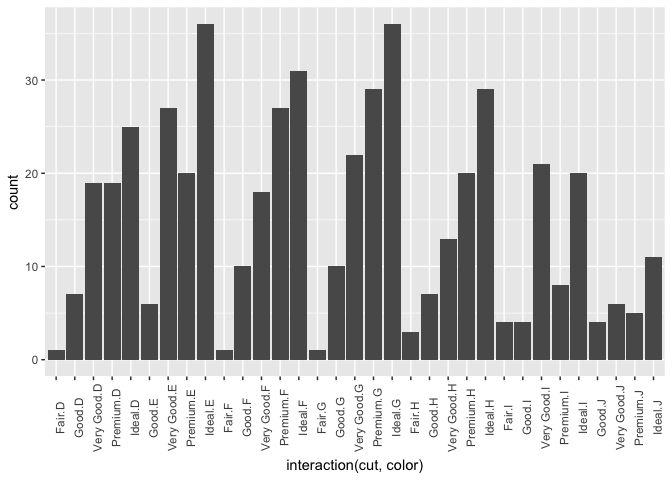 30
20
10
0
count
Fair.D
Good.D
Very Good.D
Premium.D
Ideal.D
Good.E
Very Good.E
Premium.E
Ideal.E
Fair.F
Good.F
Very Good.F
Premium.F
Ideal.F
Fair.G
Good.G
Very Good.G
Premium.G
Ideal.G
Fair.H
Good.H
Very Good.H
Premium.H
Ideal.H
Fair.I
Good.I
Very Good.I
Premium.I
Ideal.I
Good.J
Very Good.J
Premium.J
Ideal.J
interaction(cut, color)